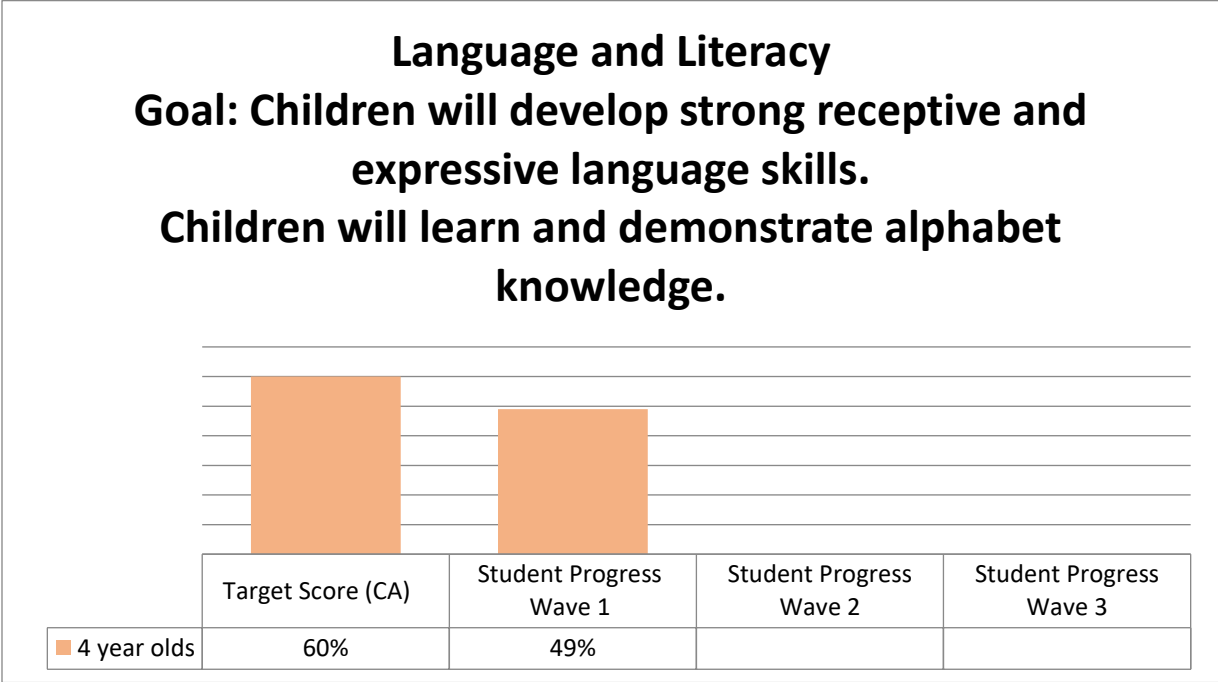 Language and Literacy
Goal: Children will develop strong receptive and
expressive language skills.
Children will learn and demonstrate alphabet
knowledge.
Target Score (CA)
Student Progress
Wave 1
Student Progress
Wave 2
Student Progress
Wave 3
4 year olds
60%
49%